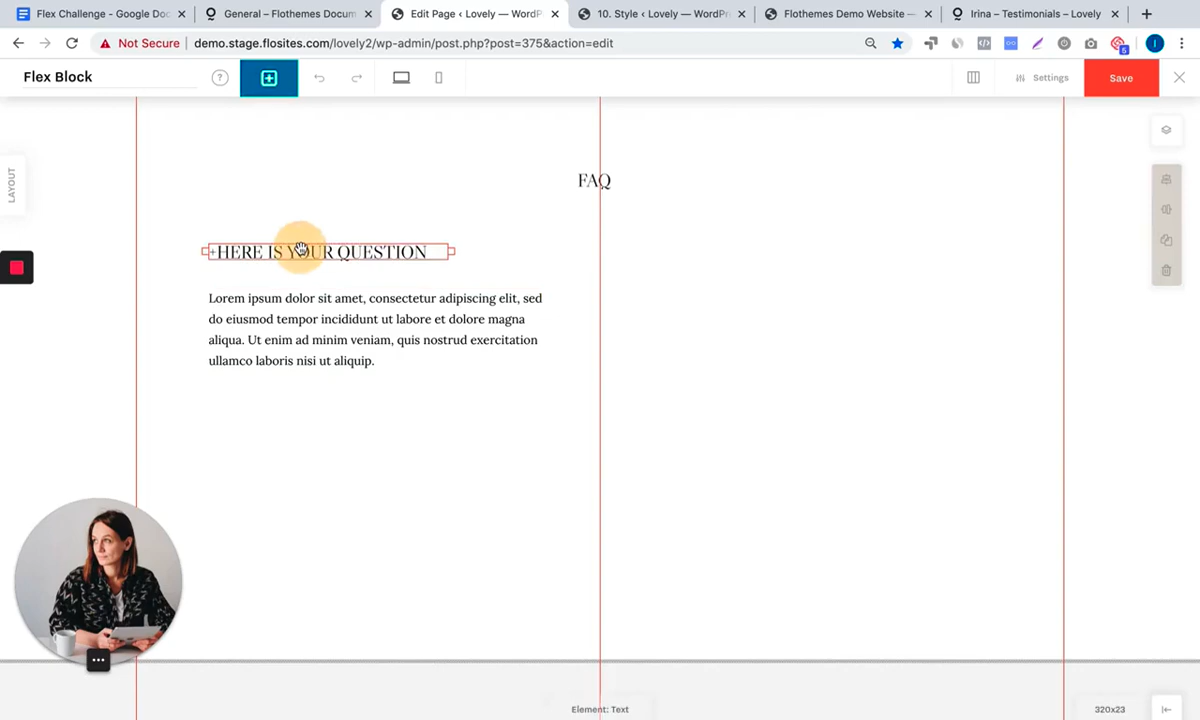 Flex Challenge - Google Doc
General – Flothemes Docum
Edit Page ‹ Lovely — WordP
10. Style ‹ Lovely — WordPr
Flothemes Demo Website —
Irina – Testimonials – Lovely
Not Secure
demo.stage.flosites.com/lovely2/wp-admin/post.php?post=375&action=edit
5
I
Flex Block
?
Settings
Save
LAYOUT
FAQ
+HERE IS YOUR QUESTION
Lorem ipsum dolor sit amet, consectetur adipiscing elit, sed
do eiusmod tempor incididunt ut labore et dolore magna
aliqua. Ut enim ad minim veniam, quis nostrud exercitation
ullamco laboris nisi ut aliquip.
Element: Text
320x23